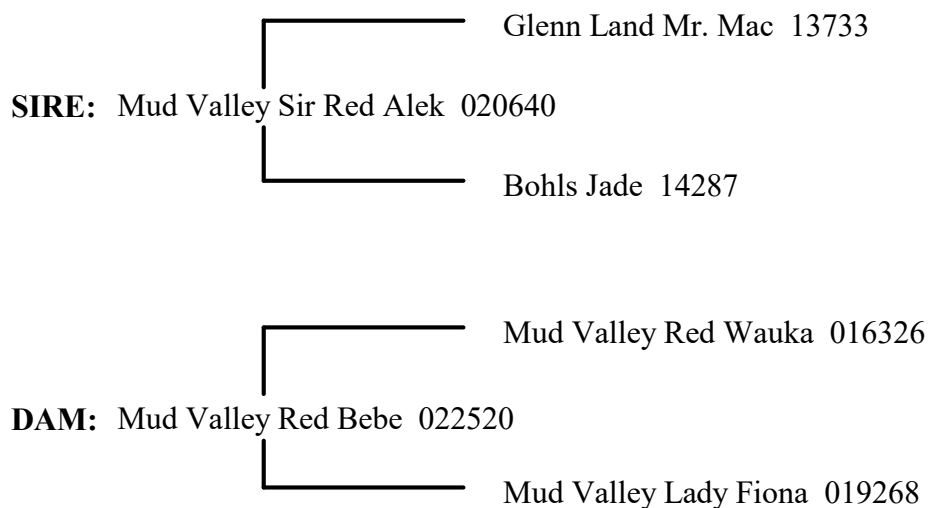 Glenn Land Mr. Mac 13733
SIRE: Mud Valley Sir Red Alek 020640
Bohls Jade 14287
Mud Valley Red Wauka 016326
DAM: Mud Valley Red Bebe 022520
Mud Valley Lady Fiona 019268